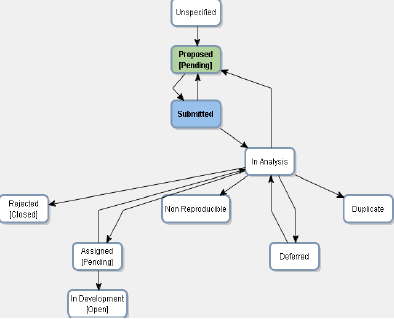 Unspecified
Proposed
[Pending]
Submitted
In Analysis
Rejected
[Closed]
Non Reproducible
Duplicate
Assigned
[Pending]
Deferred
In Development
[Open]